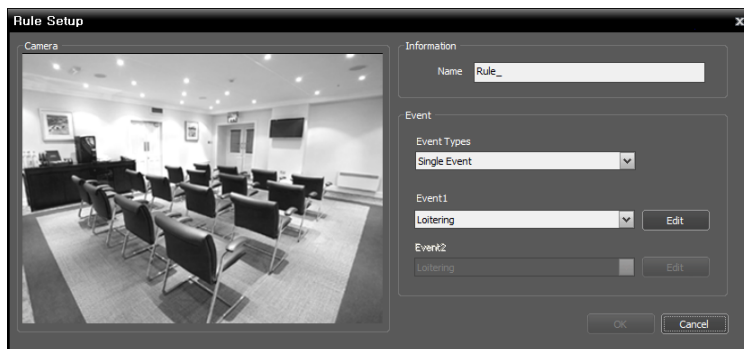 Rule Setup
x
Camera
Information
Name
Rule_
Event
Event Types
Single Event
Event1
Loitering
Edit
Event2
Loitering
Edit
OK
Cancel